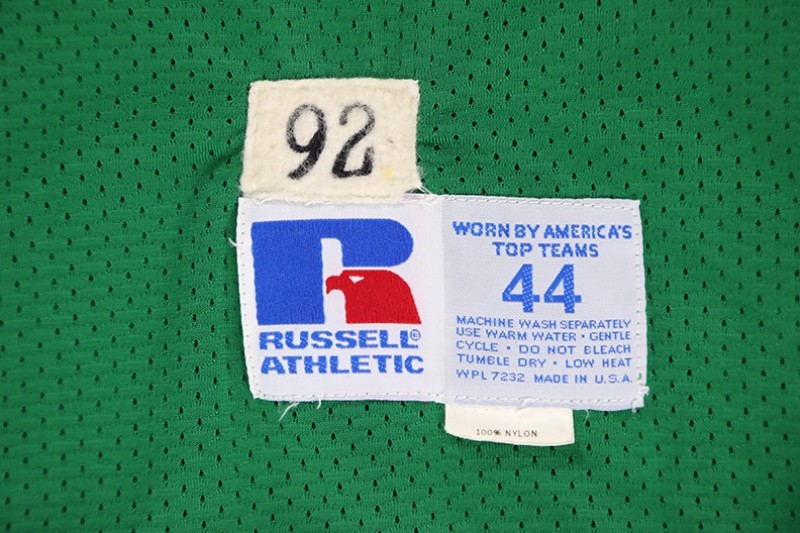 92
RUSSELL®
ATHLETIC
WORN BY AMERICA'S
TOP TEAMS
44
MACHINE WASH SEPARATELY
USE WARM WATER • GENTLE
CYCLE • DO NOT BLEACH
TUMBLE DRY • LOW HEAT
WPL 7232 MADE IN U.S.A.
100% NYLON